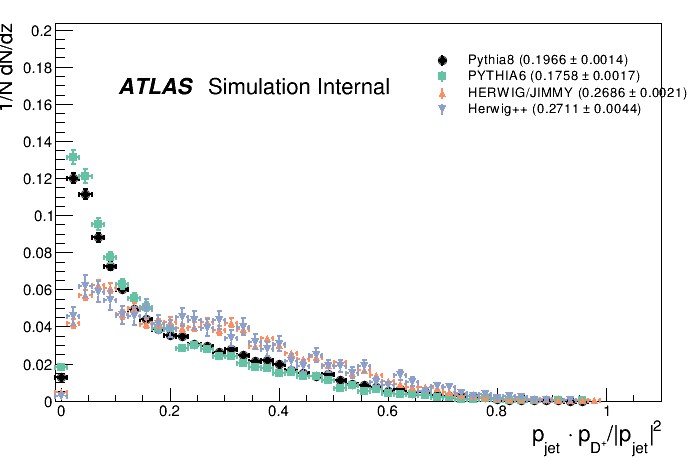 1/N dN/dz
0.2
0.18
0.16
0.14
0.12
0.1
0.08
0.06
0.04
0.02
0
ATLAS Simulation Internal
Pythia8 (0.1966 ± 0.0014)
PYTHIA6 (0.1758 ± 0.0017)
HERWIG/JIMMY (0.2686 ± 0.0021)
Herwig++ (0.2711 ± 0.0044)
0 0.2 0.4 0.6 0.8 1
p_jet · p_D⁺/|p_jet|²